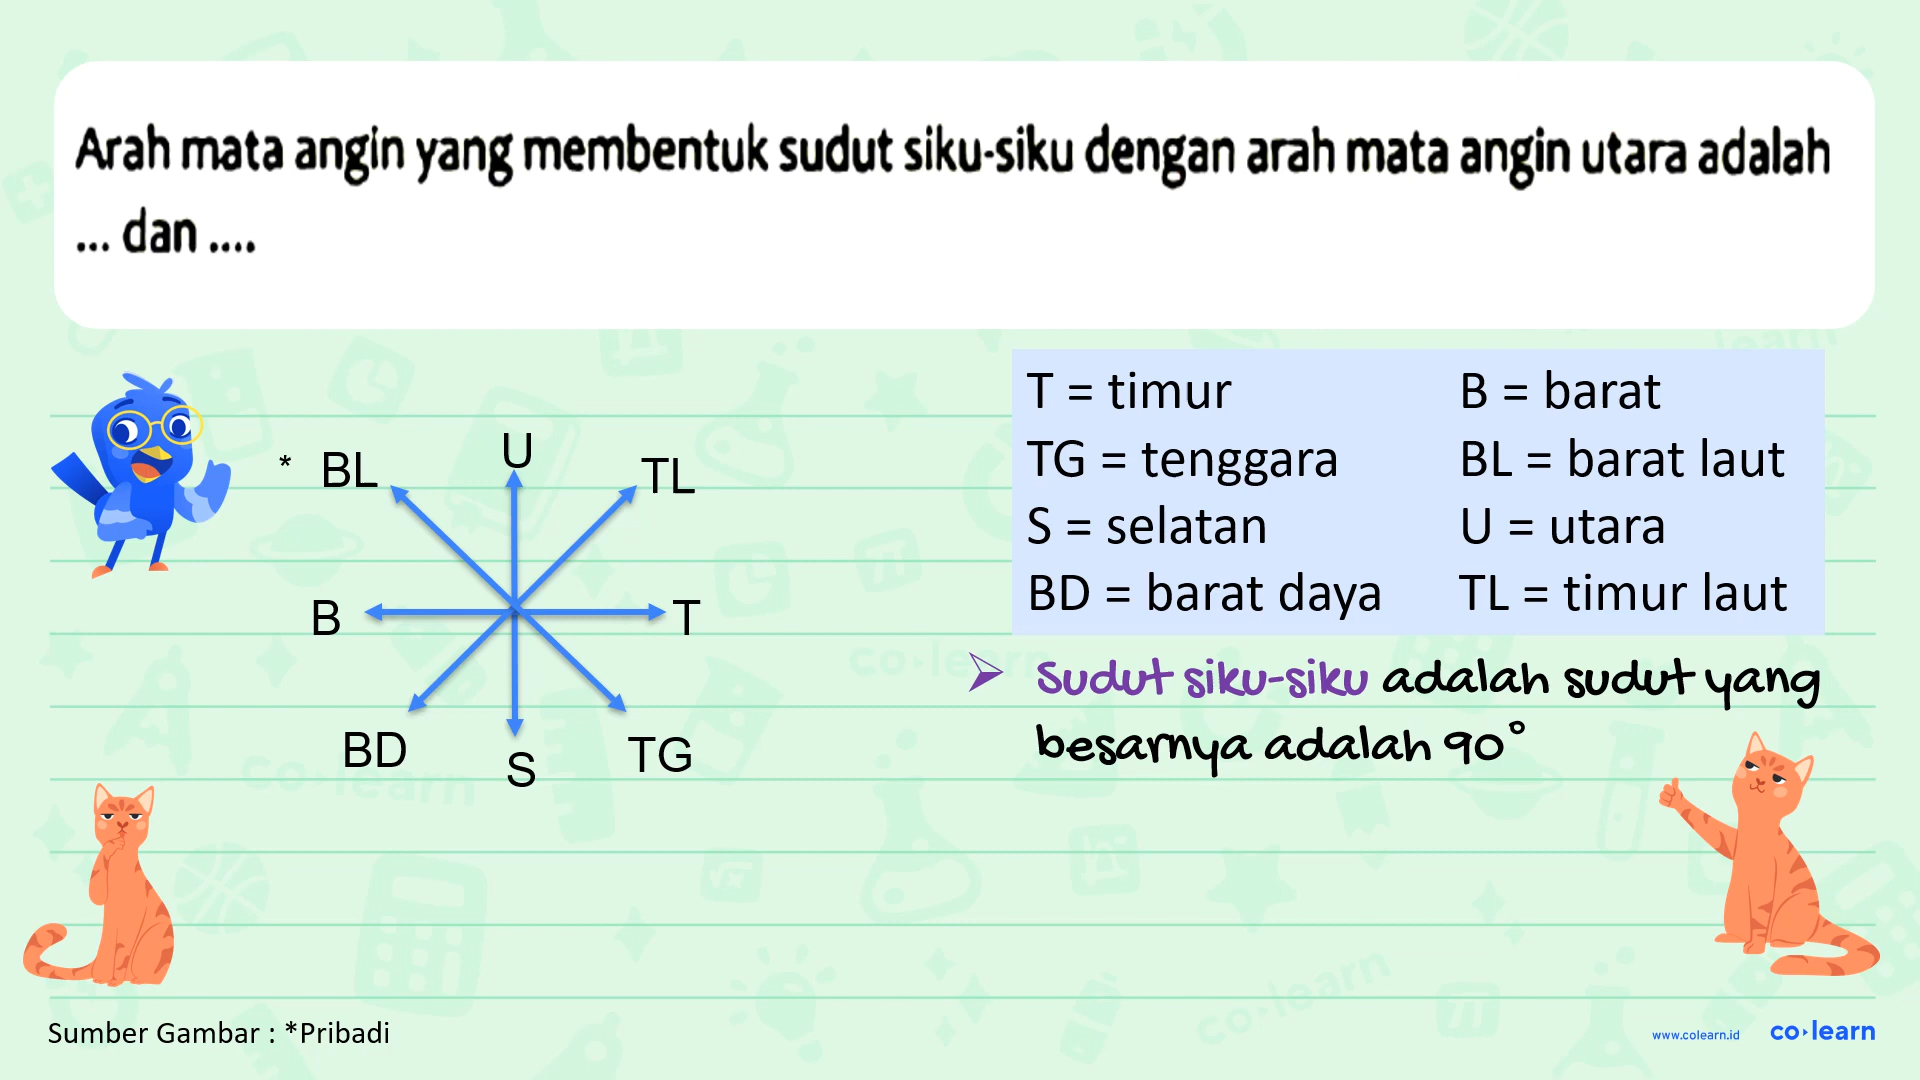 Arah mata angin yang membentuk sudut siku-siku dengan arah mata angin utara adalah
... dan ....
T = timur
B = barat
TG = tenggara
BL = barat laut
S = selatan
U = utara
BD = barat daya
TL = timur laut
* BL
U
TL
B
T
BD
S
TG
➢ Sudut siku-siku adalah sudut yang
besarnya adalah 90°
Sumber Gambar : *Pribadi
www.colearn.id
co·learn